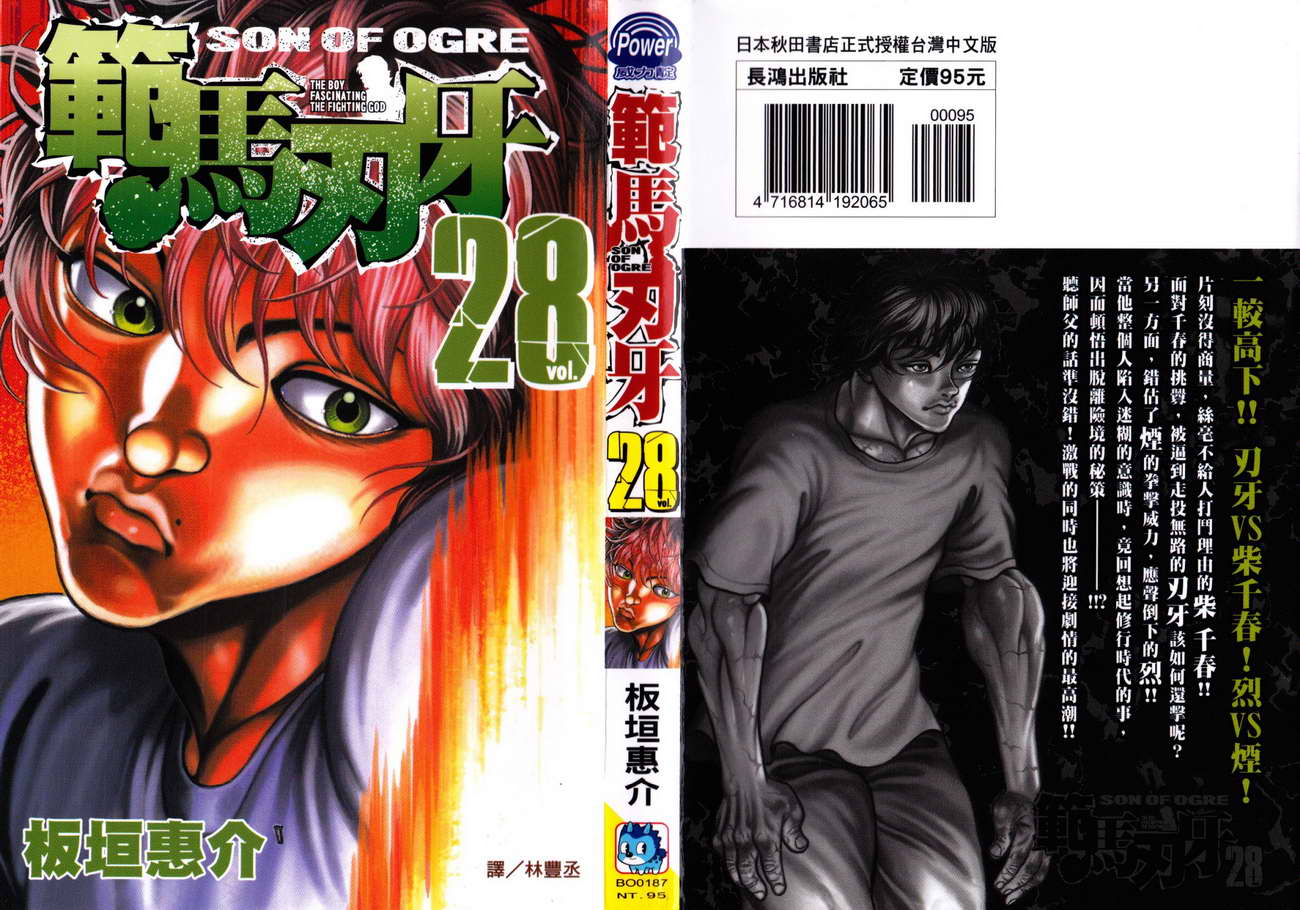 SON OF OGRE
範馬刃牙
THE BOY
FASCINATING
THE FIGHTING GOD
28
vol.
板垣惠介
譯／林豐丞
Power
範馬刃牙
SON
OF
OGRE
28
vol.
板垣惠介
BO0187
NT. 95
日本秋田書店正式授權台灣中文版
長鴻出版社 定價95元
00095
4 716814 192065
一較高下!! 刃牙VS柴千春！烈VS煙！
片刻沒得商量，絲毫不給人打鬥理由的柴 千春!!
面對千春的挑釁，被逼到走投無路的刃牙該如何還擊呢？
另一方面，錯估了煙的拳擊威力，應聲倒下的烈!!
當他整個人陷入迷糊的意識時，竟回想起修行時代的事，
因而頓悟出脫離險境的秘策————!!?
聽師父的話準沒錯！激戰的同時也將迎接劇情的最高潮!!
SON OF OGRE
範馬刃牙
28